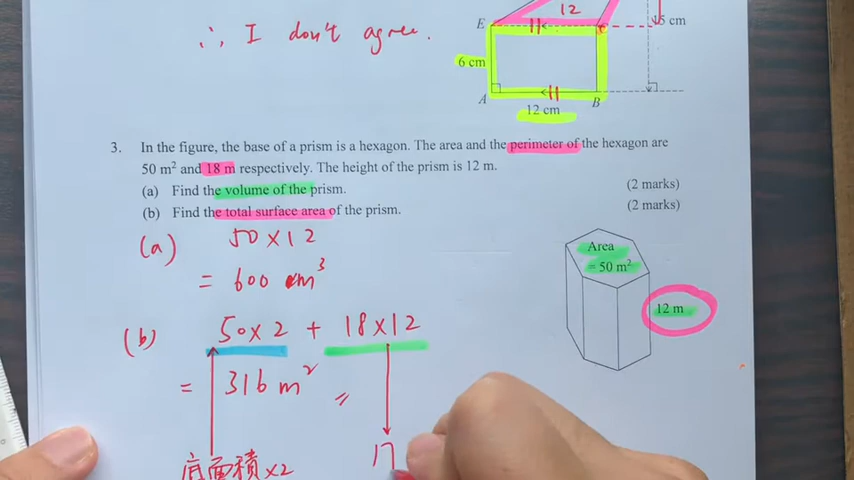 12
∴ I don't agree.
E
15 cm
6 cm
A
B
12 cm
3. In the figure, the base of a prism is a hexagon. The area and the perimeter of the hexagon are
50 m² and 18 m respectively. The height of the prism is 12 m.
(a) Find the volume of the prism. (2 marks)
(b) Find the total surface area of the prism. (2 marks)
(a) 50×12
= 600 m³
Area
= 50 m²
12 m
(b) 50×2 + 18×12
= 316 m²
底面積×2